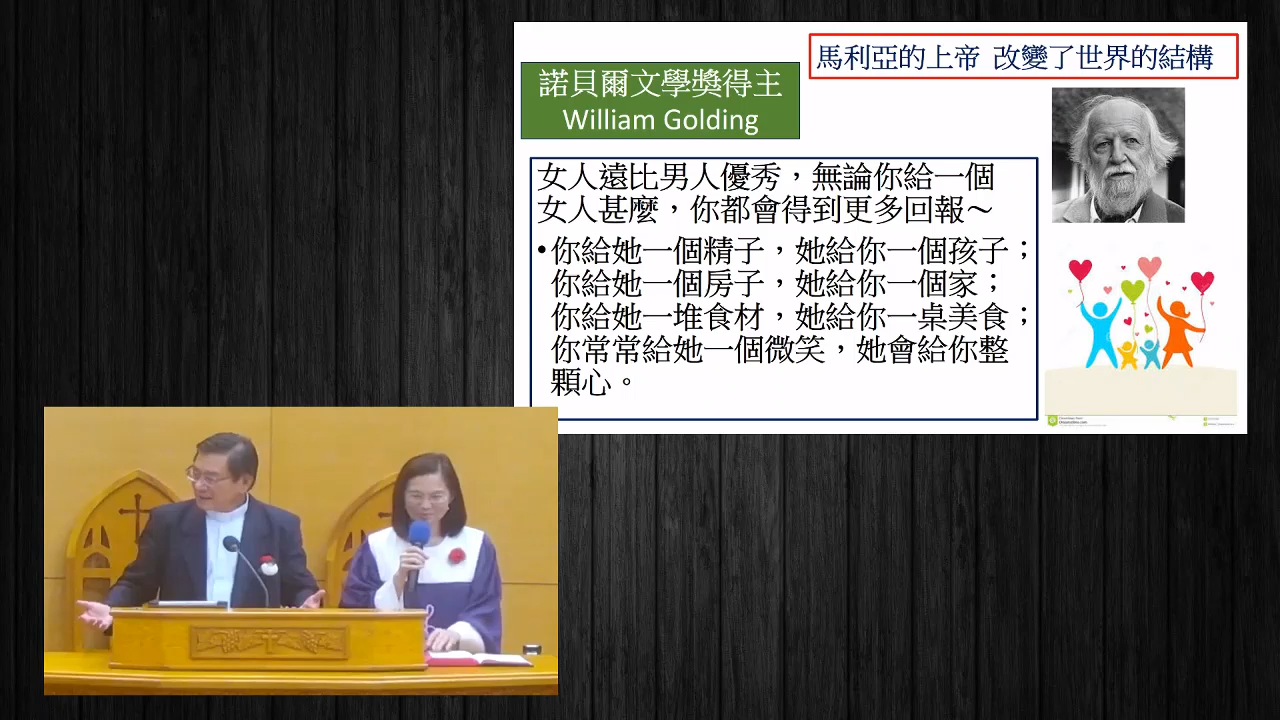 馬利亞的上帝 改變了世界的結構
諾貝爾文學獎得主
William Golding
女人遠比男人優秀，無論你給一個
女人甚麼，你都會得到更多回報～
•你給她一個精子，她給你一個孩子；
你給她一個房子，她給你一個家；
你給她一堆食材，她給你一桌美食；
你常常給她一個微笑，她會給你整
顆心。